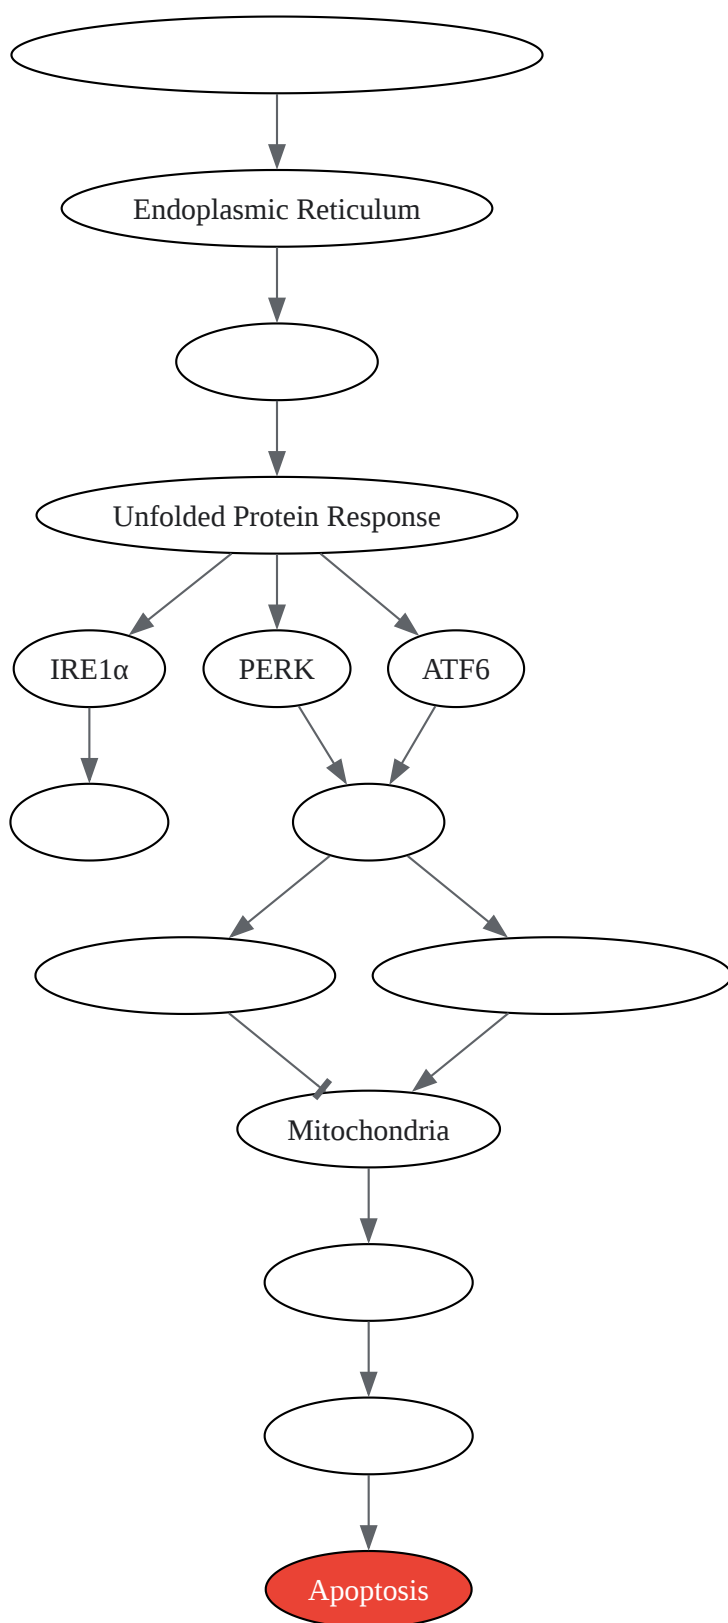 Endoplasmic Reticulum
Unfolded Protein Response
IRE1α
PERK
ATF6
Mitochondria
Apoptosis